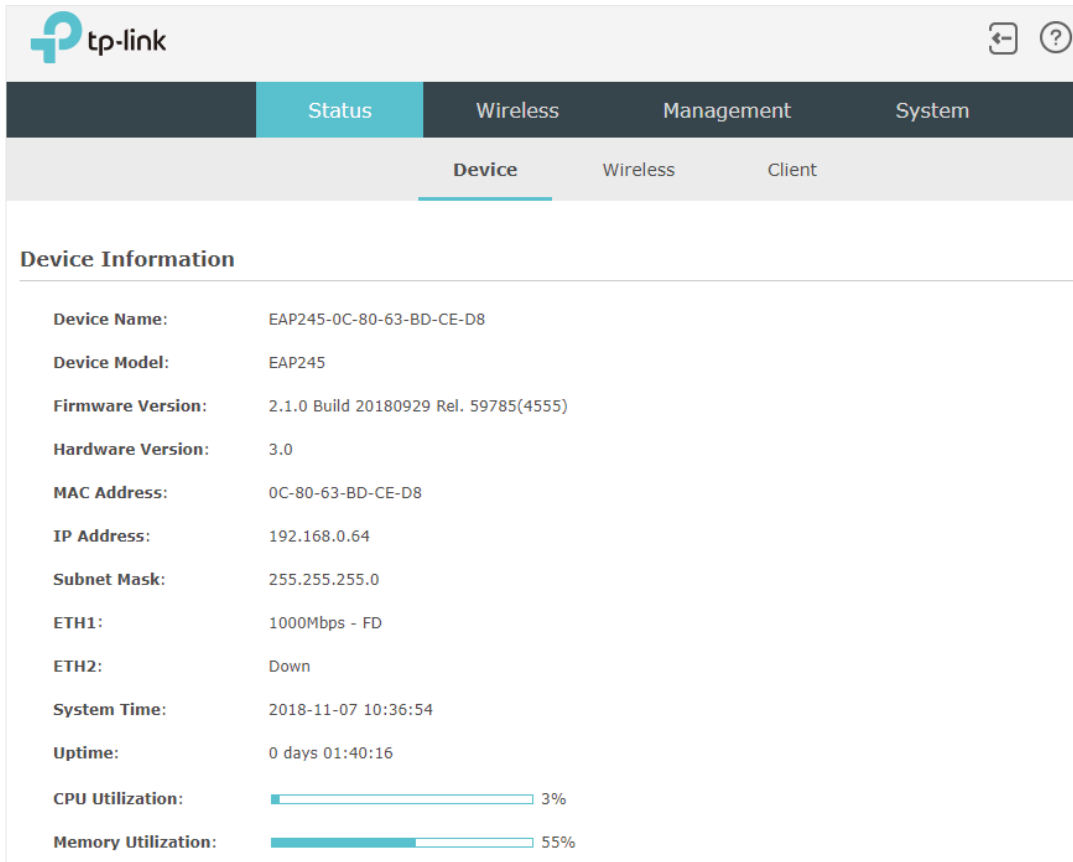 tp-link
Status Wireless Management System
Device Wireless Client
Device Information
Device Name: EAP245-0C-80-63-BD-CE-D8
Device Model: EAP245
Firmware Version: 2.1.0 Build 20180929 Rel. 59785(4555)
Hardware Version: 3.0
MAC Address: 0C-80-63-BD-CE-D8
IP Address: 192.168.0.64
Subnet Mask: 255.255.255.0
ETH1: 1000Mbps - FD
ETH2: Down
System Time: 2018-11-07 10:36:54
Uptime: 0 days 01:40:16
CPU Utilization: 3%
Memory Utilization: 55%